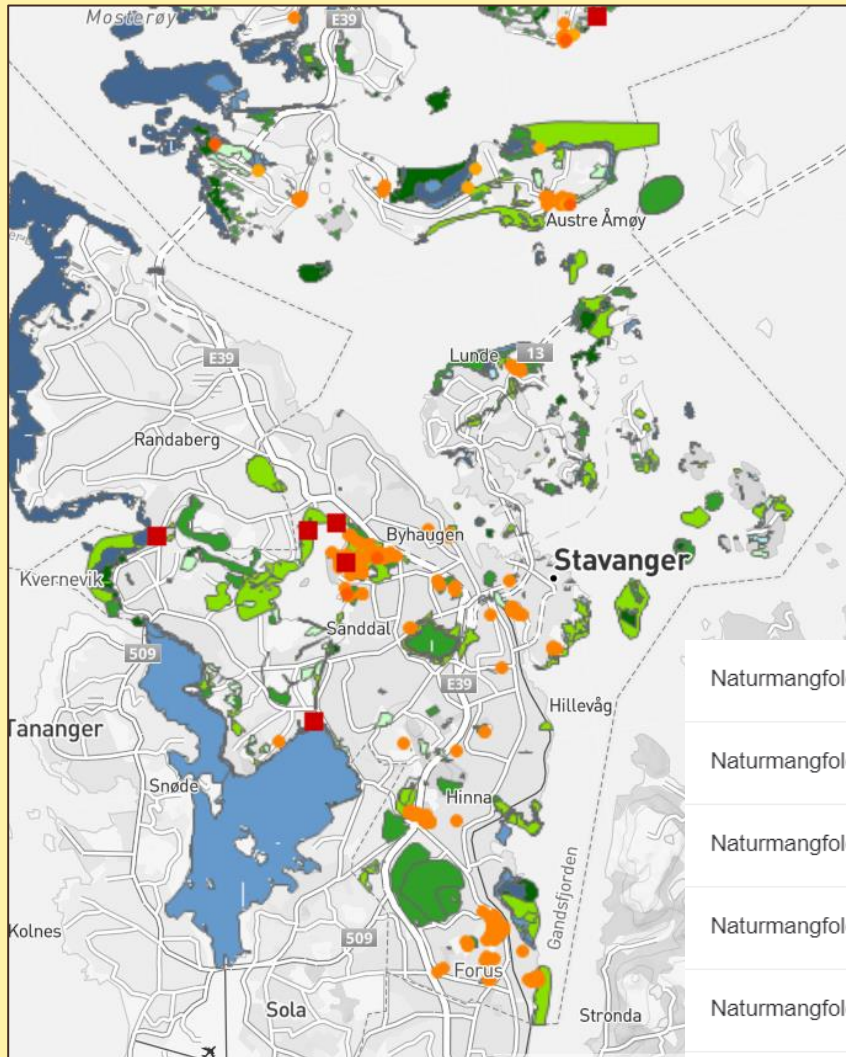 Mosterøy
E39
Austre Åmøy
Lunde
13
E39
Randaberg
Byhaugen
Stavanger
Kvernevik
Sanddal
509
E39
Hillevåg
Tananger
Snøde
Hinna
Gandsfjorden
Kolnes
509
Forus
Sola
Stronda